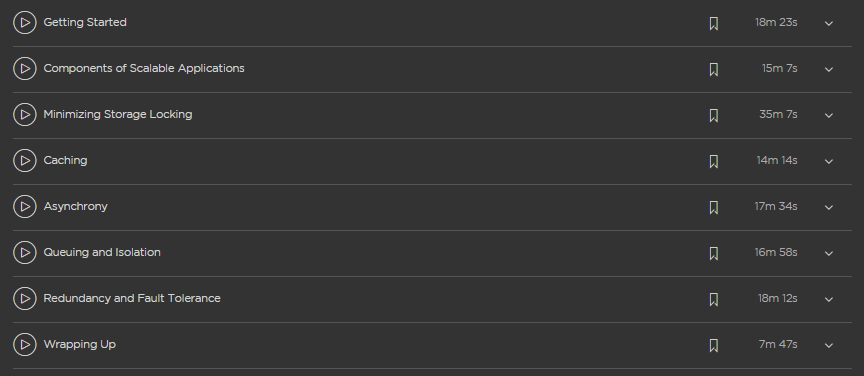 Getting Started 18m 23s
Components of Scalable Applications 15m 7s
Minimizing Storage Locking 35m 7s
Caching 14m 14s
Asynchrony 17m 34s
Queuing and Isolation 16m 58s
Redundancy and Fault Tolerance 18m 12s
Wrapping Up 7m 47s